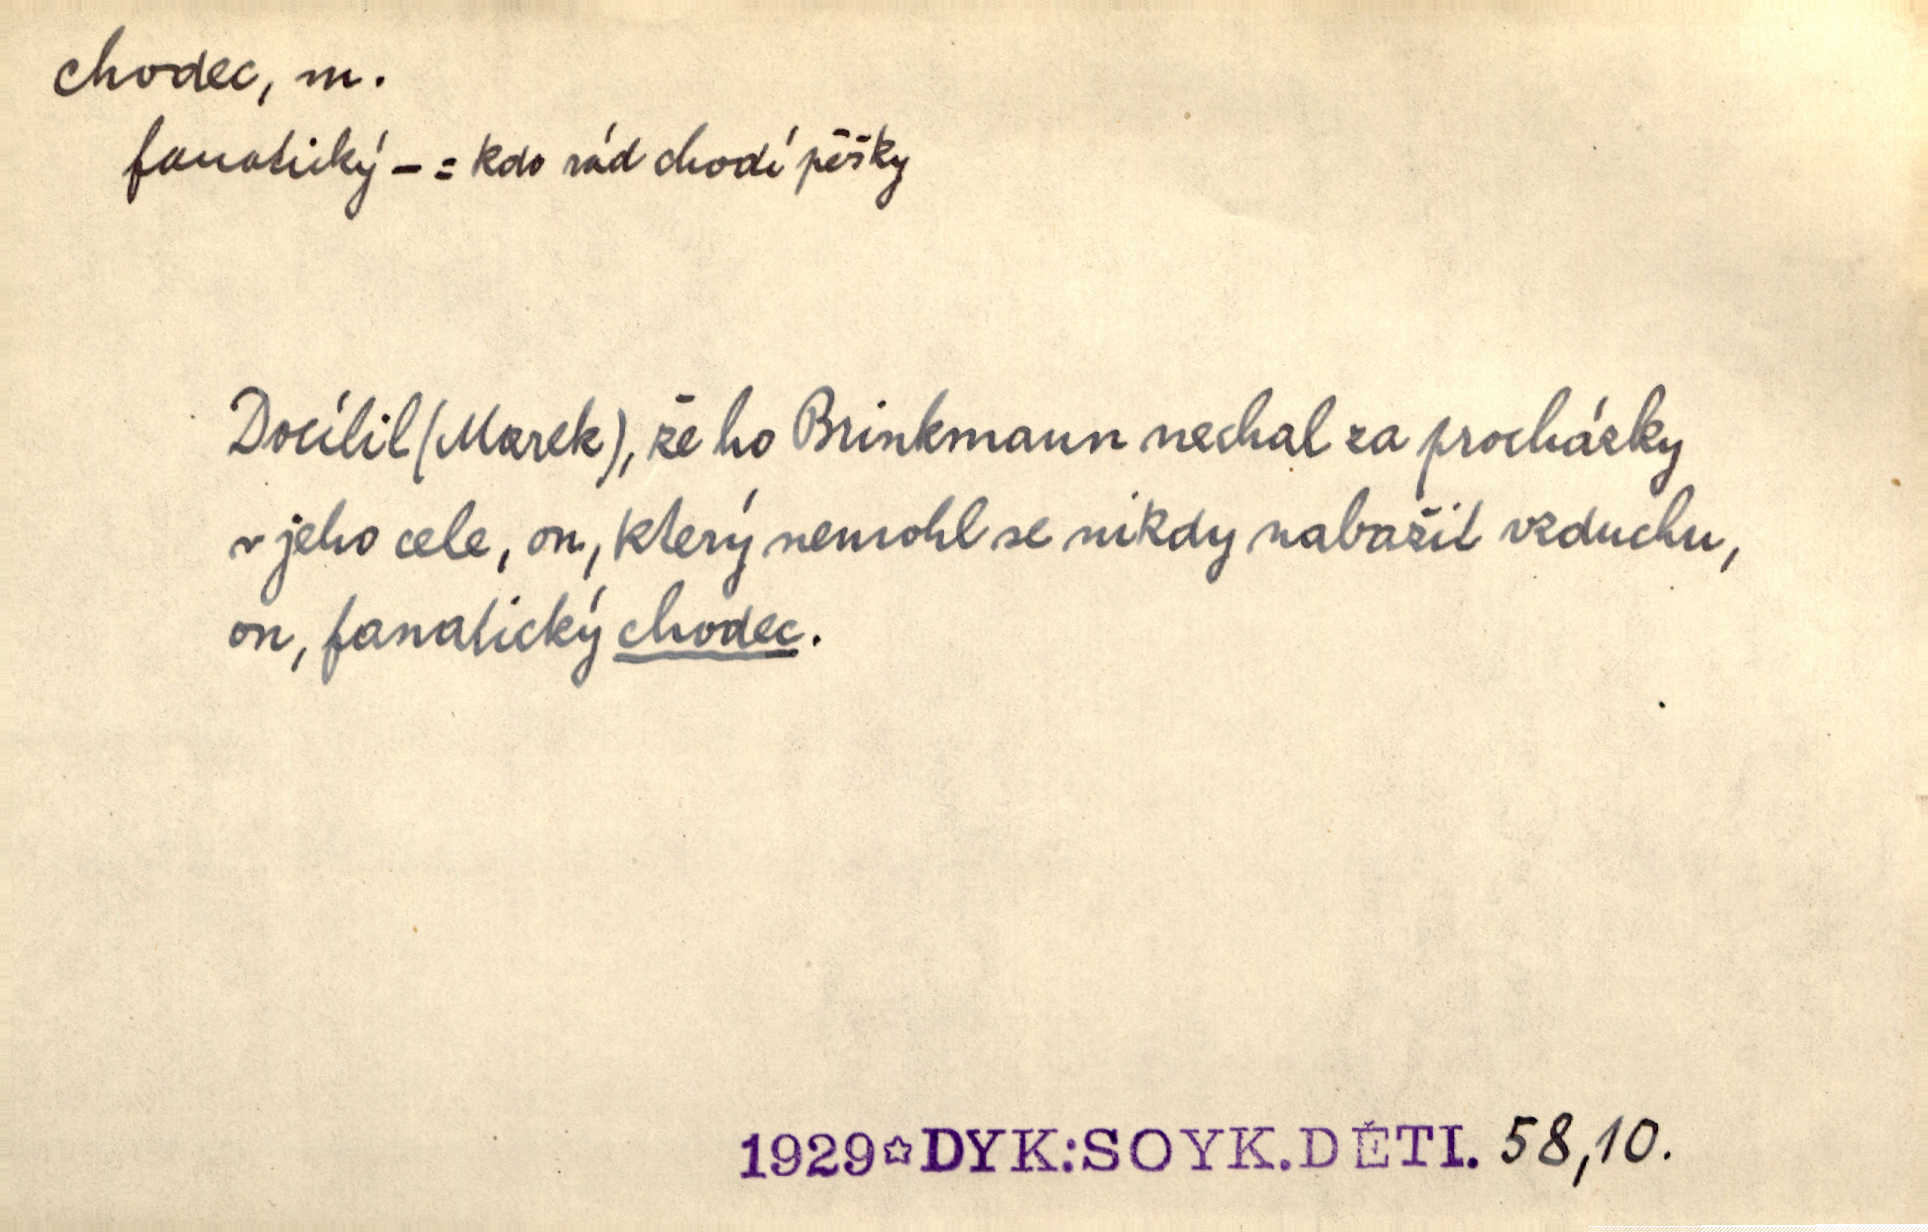 chodec, m.
fanatický – = kdo rád chodí pěšky
Docílil (Marek), že ho Brinkmann nechal za procházky
v jeho cele, on, který nemohl se nikdy nabažit vzduchu,
on, fanatický chodec.
1929☆DYK:SOYK.DĚTI. 58,10.